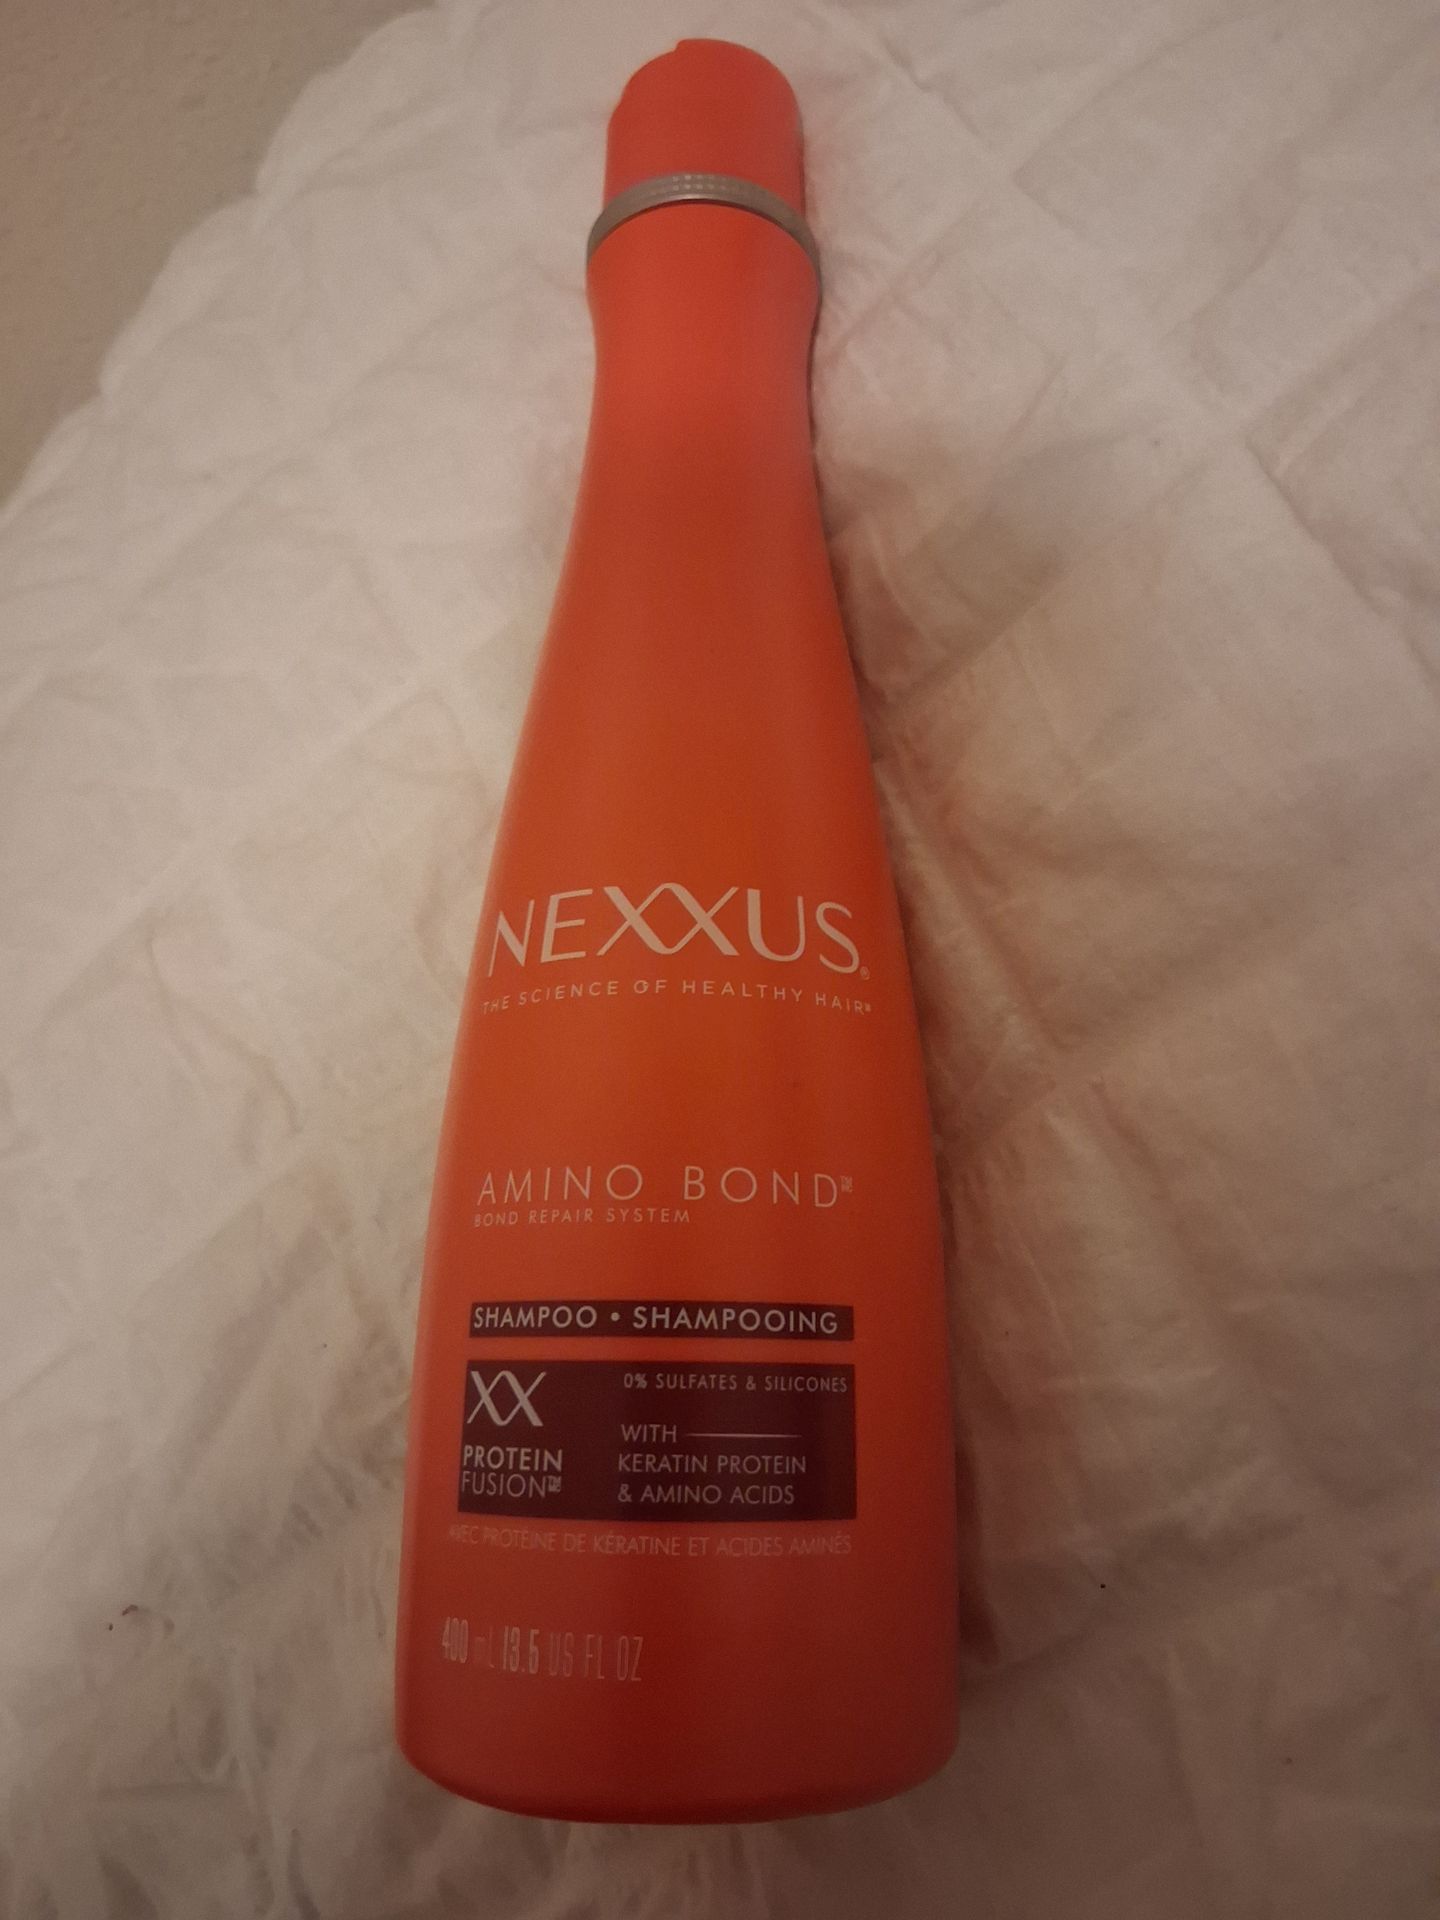 NEXXUS®
THE SCIENCE OF HEALTHY HAIR
AMINO BOND
BOND REPAIR SYSTEM
SHAMPOO • SHAMPOOING
XX
PROTEIN
FUSION
0% SULFATES & SILICONES
WITH
KERATIN PROTEIN
& AMINO ACIDS
AVEC PROTÉINE DE KÉRATINE ET ACIDES AMINÉS
400 mL 13.5 US FL OZ